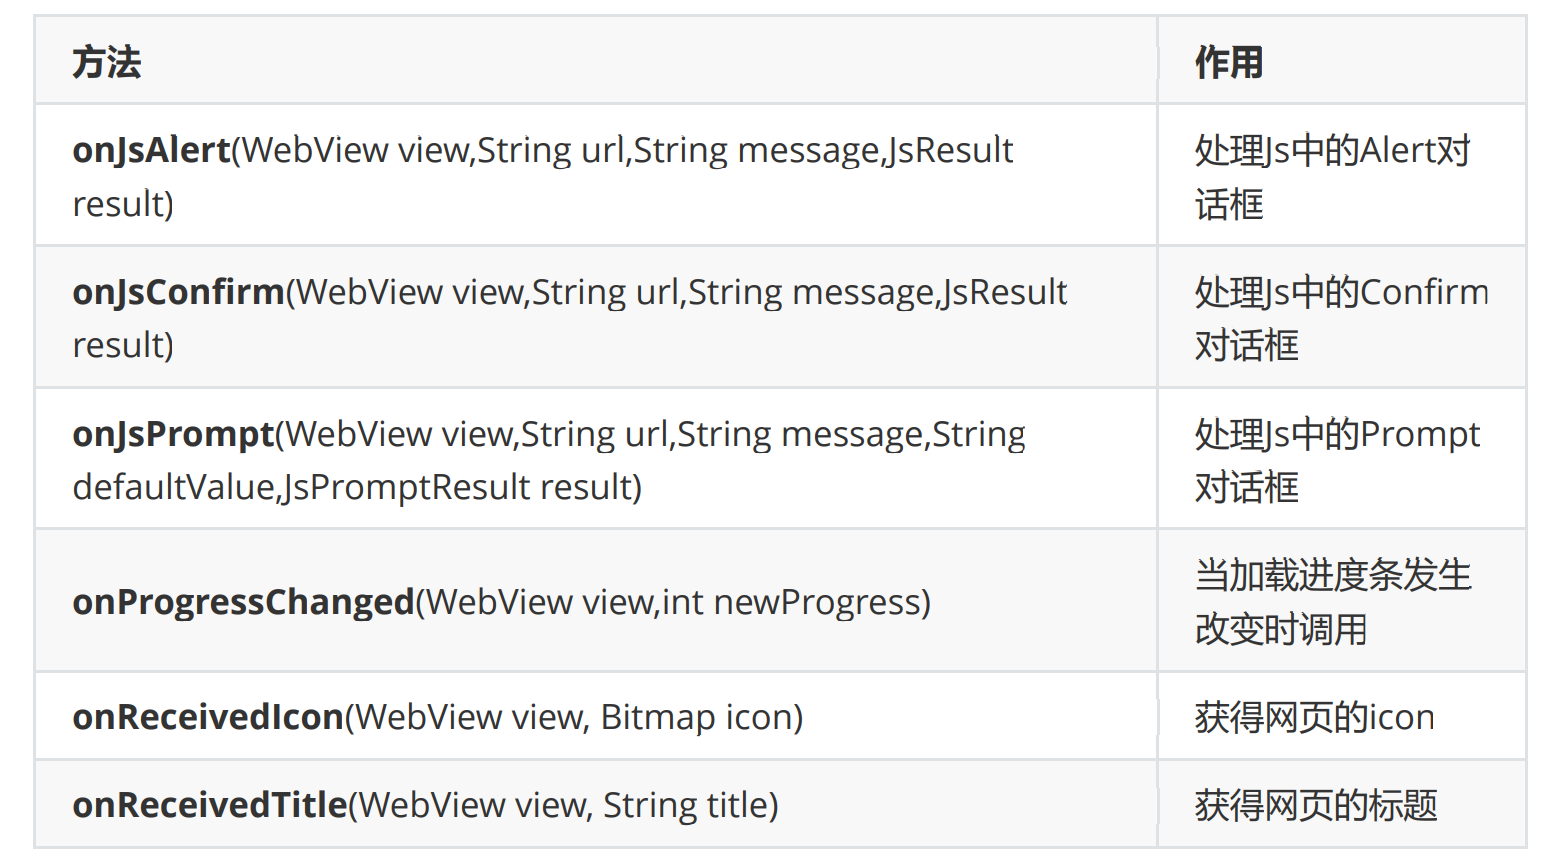 方法
作用
onJsAlert(WebView view,String url,String message,JsResult
result)
处理Js中的Alert对
话框
onJsConfirm(WebView view,String url,String message,JsResult
result)
处理Js中的Confirm
对话框
onJsPrompt(WebView view,String url,String message,String
defaultValue,JsPromptResult result)
处理Js中的Prompt
对话框
onProgressChanged(WebView view,int newProgress)
当加载进度条发生
改变时调用
onReceivedIcon(WebView view, Bitmap icon)
获得网页的icon
onReceivedTitle(WebView view, String title)
获得网页的标题